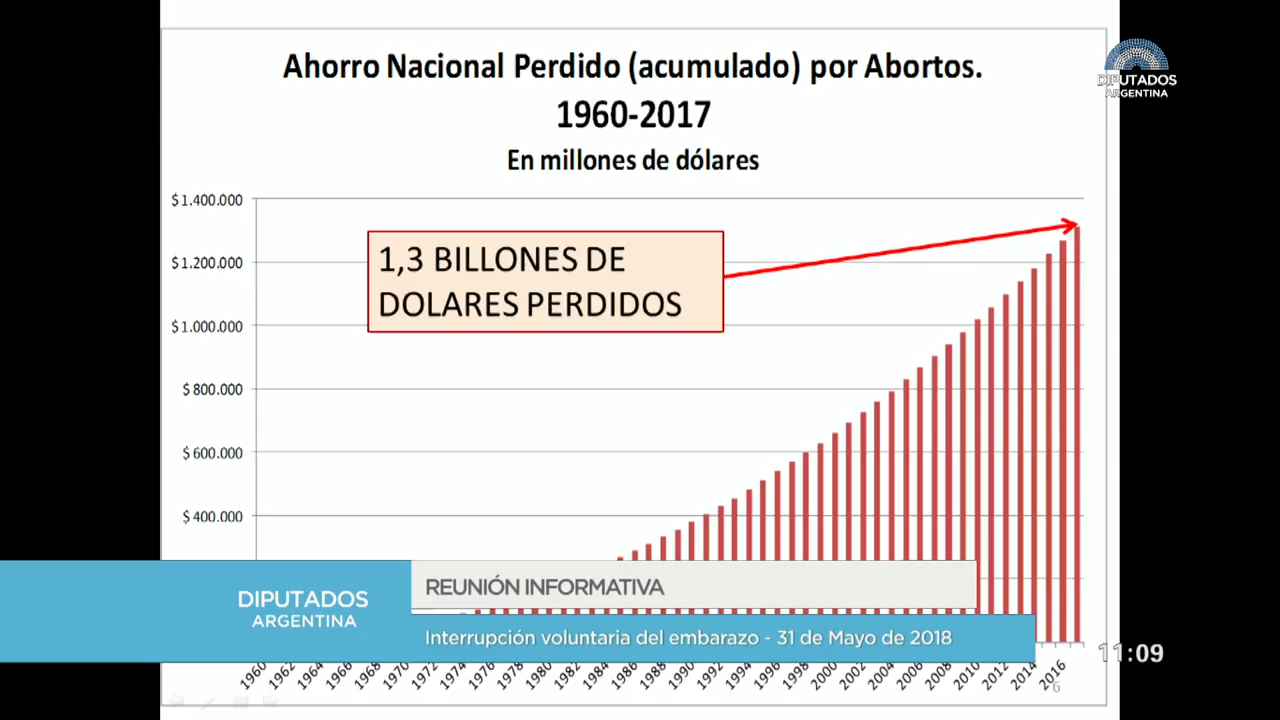 Ahorro Nacional Perdido (acumulado) por Abortos.
1960-2017
En millones de dólares
DIPUTADOS
ARGENTINA
$ 1.400.000
$ 1.200.000
$ 1.000.000
$ 800.000
$ 600.000
$ 400.000
1,3 BILLONES DE
DOLARES PERDIDOS
DIPUTADOS
ARGENTINA
REUNIÓN INFORMATIVA
Interrupción voluntaria del embarazo - 31 de Mayo de 2018
11:09
1960 1962 1964 1966 1968 1970 1972 1974 1976 1978 1980 1982 1984 1986 1988 1990 1992 1994 1996 1998 2000 2002 2004 2006 2008 2010 2012 2014 2016
6